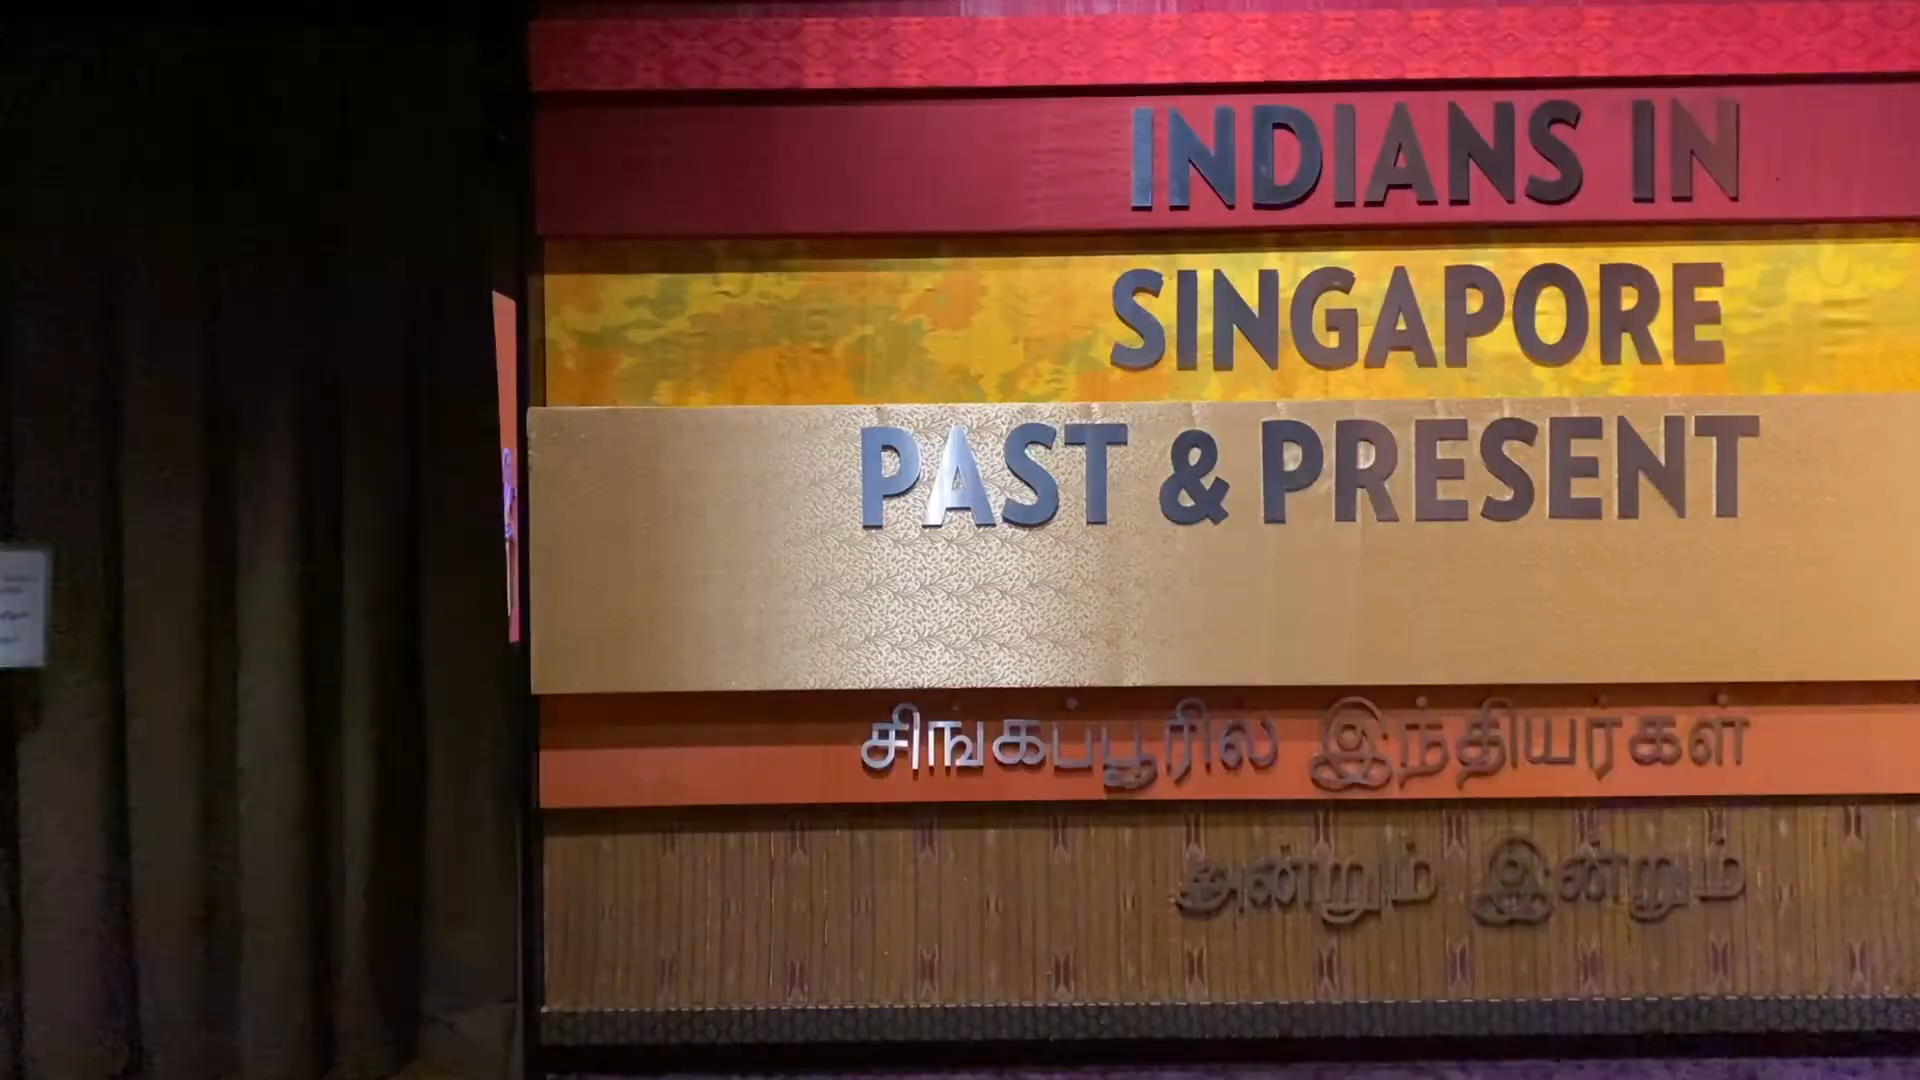 INDIANS IN
SINGAPORE
PAST & PRESENT
சிங்கப்பூரில் இந்தியர்கள்
அன்றும் இன்றும்